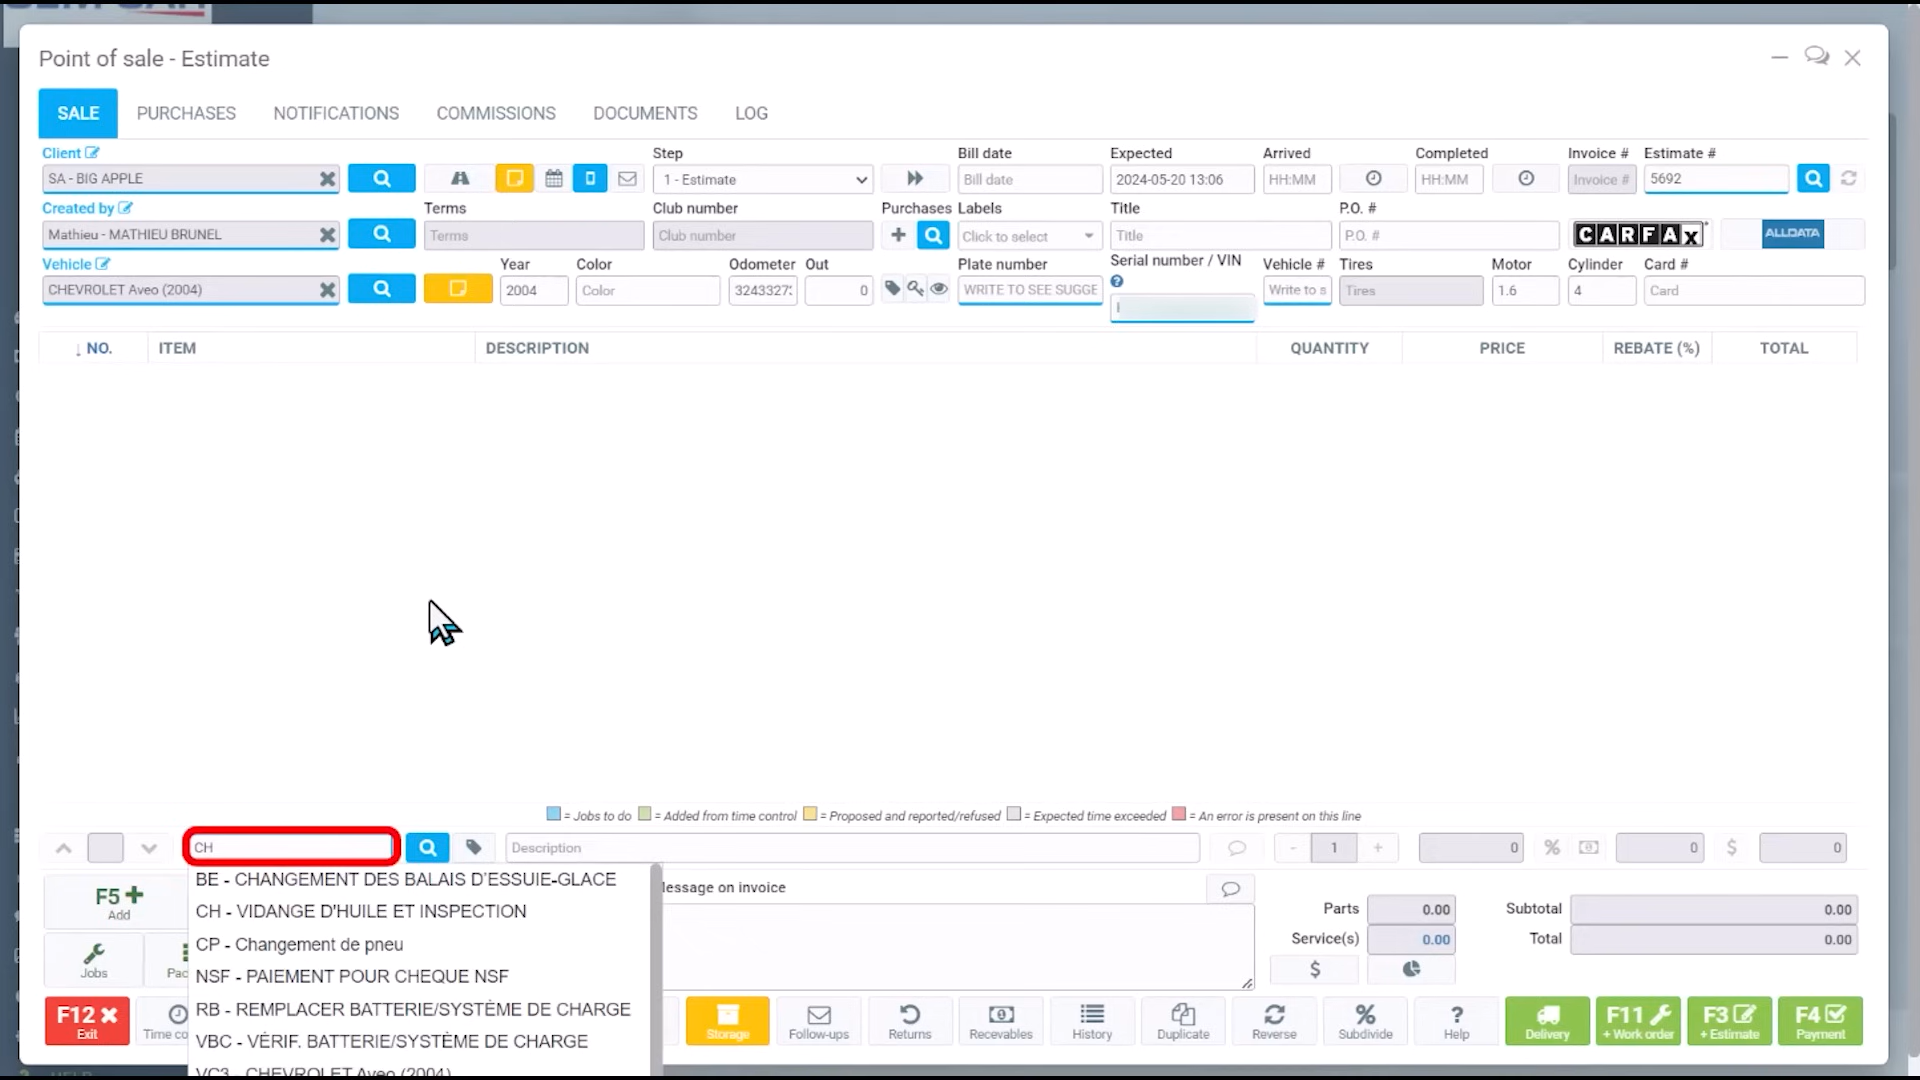 Point of sale - Estimate
SALE PURCHASES NOTIFICATIONS COMMISSIONS DOCUMENTS LOG
Client Step Bill date Expected Arrived Completed Invoice # Estimate #
SA - BIG APPLE 1 - Estimate Bill date 2024-05-20 13:06 HH:MM HH:MM Invoice # 5692
Created by Terms Club number Purchases Labels Title P.O. #
Mathieu - MATHIEU BRUNEL Terms Club number Click to select Title P.O. # CARFAX ALLDATA
Vehicle Year Color Odometer Out Plate number Serial number / VIN Vehicle # Tires Motor Cylinder Card #
CHEVROLET Aveo (2004) 2004 Color 3243327 0 WRITE TO SEE SUGGE Write to s Tires 1.6 4 Card
↓ NO. ITEM DESCRIPTION QUANTITY PRICE REBATE (%) TOTAL
= Jobs to do = Added from time control = Proposed and reported/refused = Expected time exceeded = An error is present on this line
CH Description - 1 + 0 % 0 $ 0
BE - CHANGEMENT DES BALAIS D'ESSUIE-GLACE
CH - VIDANGE D'HUILE ET INSPECTION
CP - Changement de pneu
NSF - PAIEMENT POUR CHEQUE NSF
RB - REMPLACER BATTERIE/SYSTÈME DE CHARGE
VBC - VÉRIF. BATTERIE/SYSTÈME DE CHARGE
VC3 - CHEVROLET Aveo (2004)
F5 +
Add
essage on invoice
Parts 0.00 Subtotal 0.00
Service(s) 0.00 Total 0.00
$
Jobs Pac
F12 ✖ Exit
Time co
Storage
Follow-ups
Returns
Receivables
History
Duplicate
Reverse
% Subdivide
? Help
Delivery
F11 + Work order
F3 + Estimate
F4 Payment